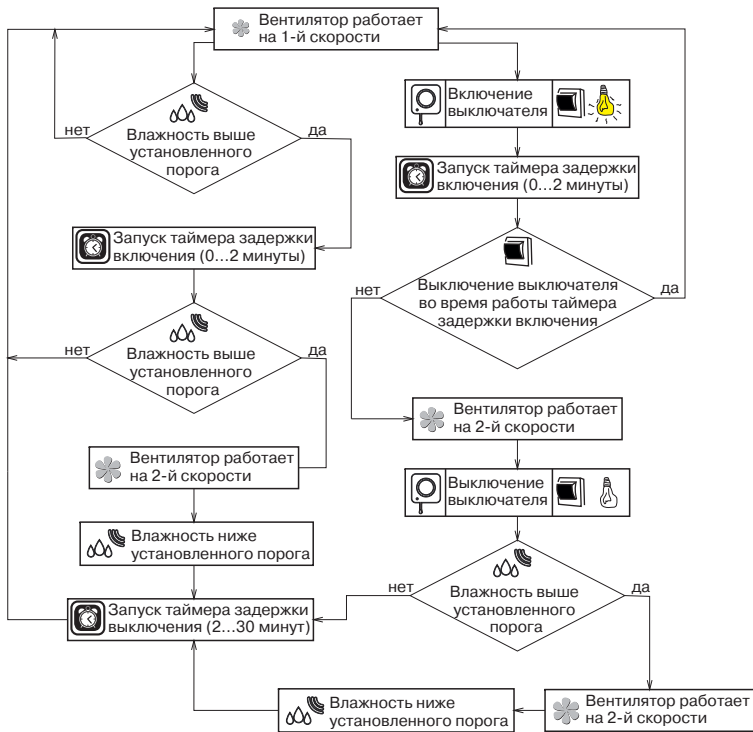 Вентилятор работает
на 1-й скорости
Включение
выключателя
нет
Влажность выше
установленного
порога
да
Запуск таймера задержки
включения (0...2 минуты)
Запуск таймера задержки
включения (0...2 минуты)
нет
Выключение выключателя
во время работы таймера
задержки включения
да
нет
Влажность выше
установленного
порога
да
Вентилятор работает
на 2-й скорости
Вентилятор работает
на 2-й скорости
Выключение
выключателя
Влажность ниже
установленного порога
нет
Влажность выше
установленного
порога
да
Запуск таймера задержки
выключения (2...30 минут)
Влажность ниже
установленного порога
Вентилятор работает
на 2-й скорости